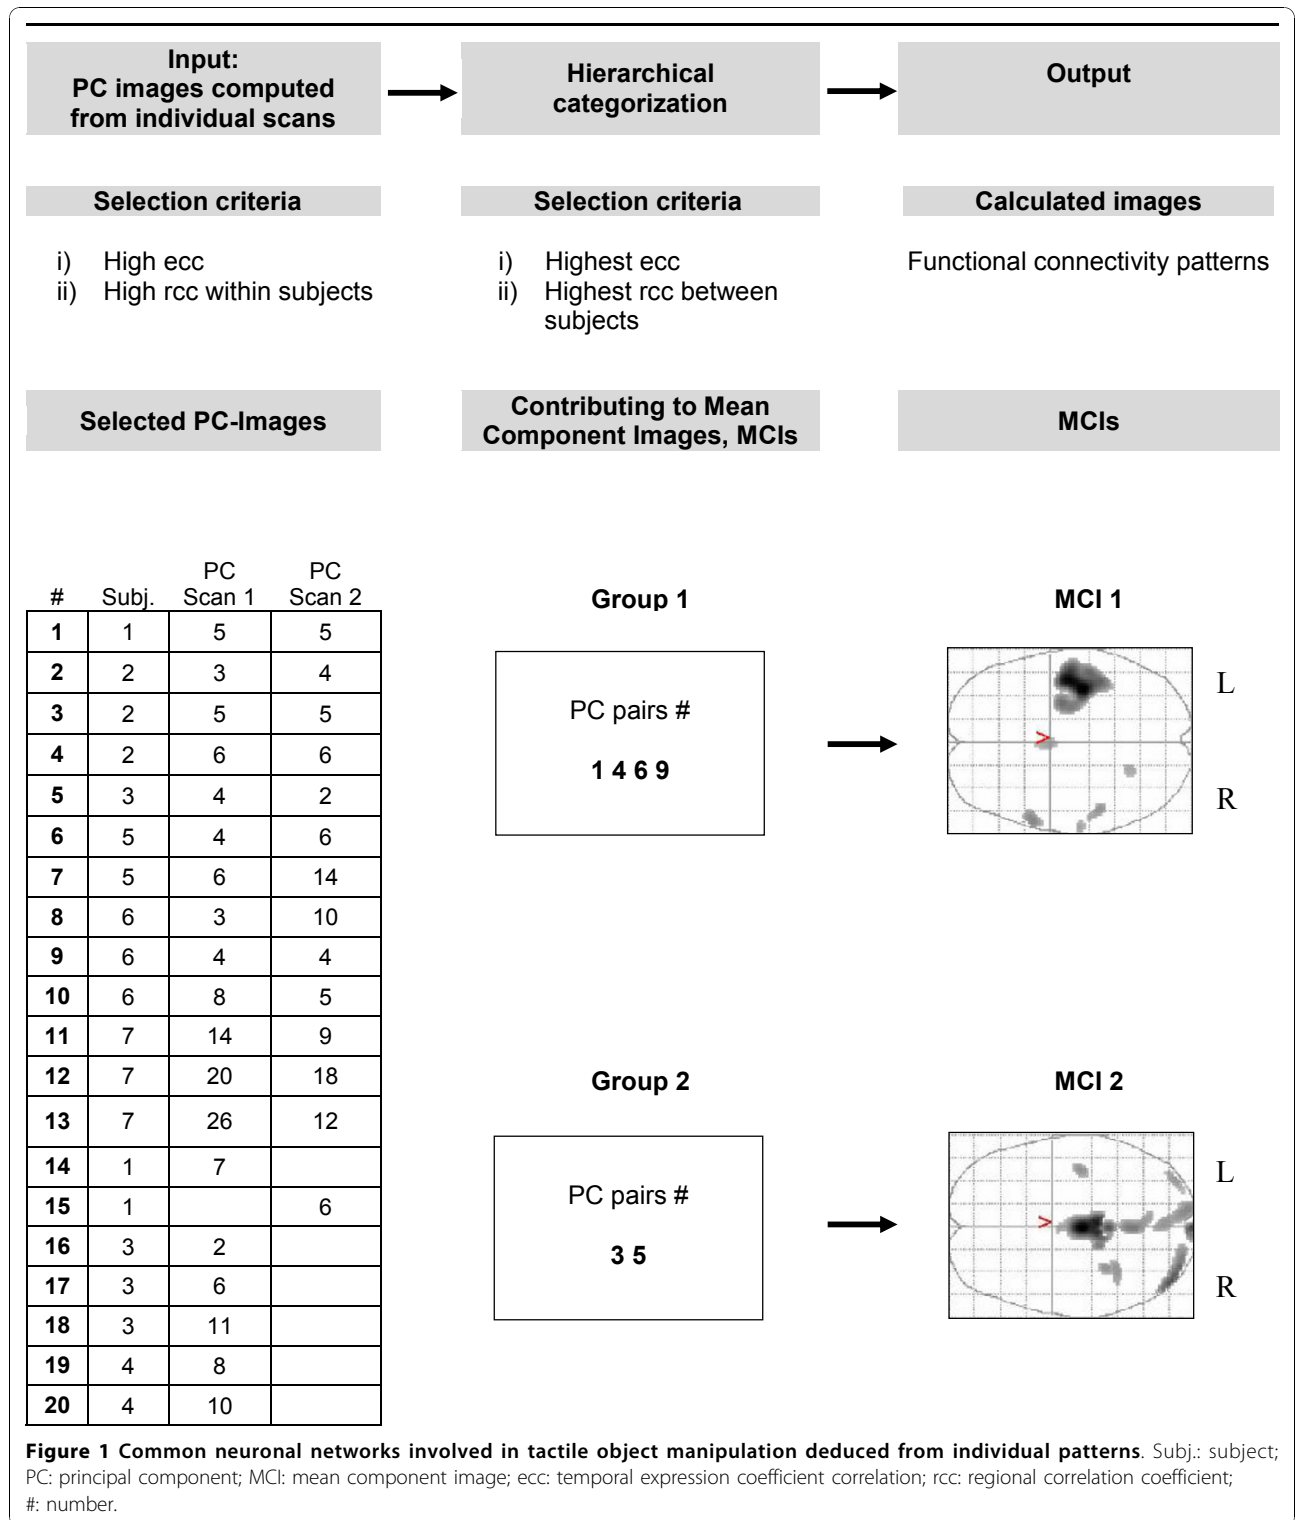 Input:
PC images computed
from individual scans
Hierarchical
categorization
Output
Selection criteria
i) High ecc
ii) High rcc within subjects
Selection criteria
i) Highest ecc
ii) Highest rcc between
subjects
Calculated images
Functional connectivity patterns
Selected PC-Images
Contributing to Mean
Component Images, MCIs
MCIs
PC PC
# Subj. Scan 1 Scan 2
1 1 5 5
2 2 3 4
3 2 5 5
4 2 6 6
5 3 4 2
6 5 4 6
7 5 6 14
8 6 3 10
9 6 4 4
10 6 8 5
11 7 14 9
12 7 20 18
13 7 26 12
14 1 7
15 1 6
16 3 2
17 3 6
18 3 11
19 4 8
20 4 10
Group 1
PC pairs #
1 4 6 9
MCI 1
>
L
R
Group 2
PC pairs #
3 5
MCI 2
>
L
R
Figure 1 Common neuronal networks involved in tactile object manipulation deduced from individual patterns. Subj.: subject;
PC: principal component; MCI: mean component image; ecc: temporal expression coefficient correlation; rcc: regional correlation coefficient;
#: number.